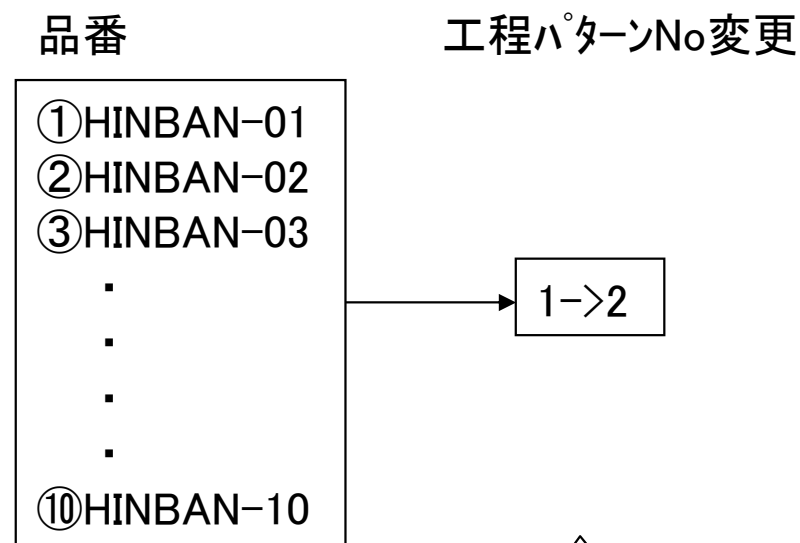 品番
工程ﾊﾟﾀｰﾝNo変更
①HINBAN-01
②HINBAN-02
③HINBAN-03
・
・
・
・
⑩HINBAN-10
1->2